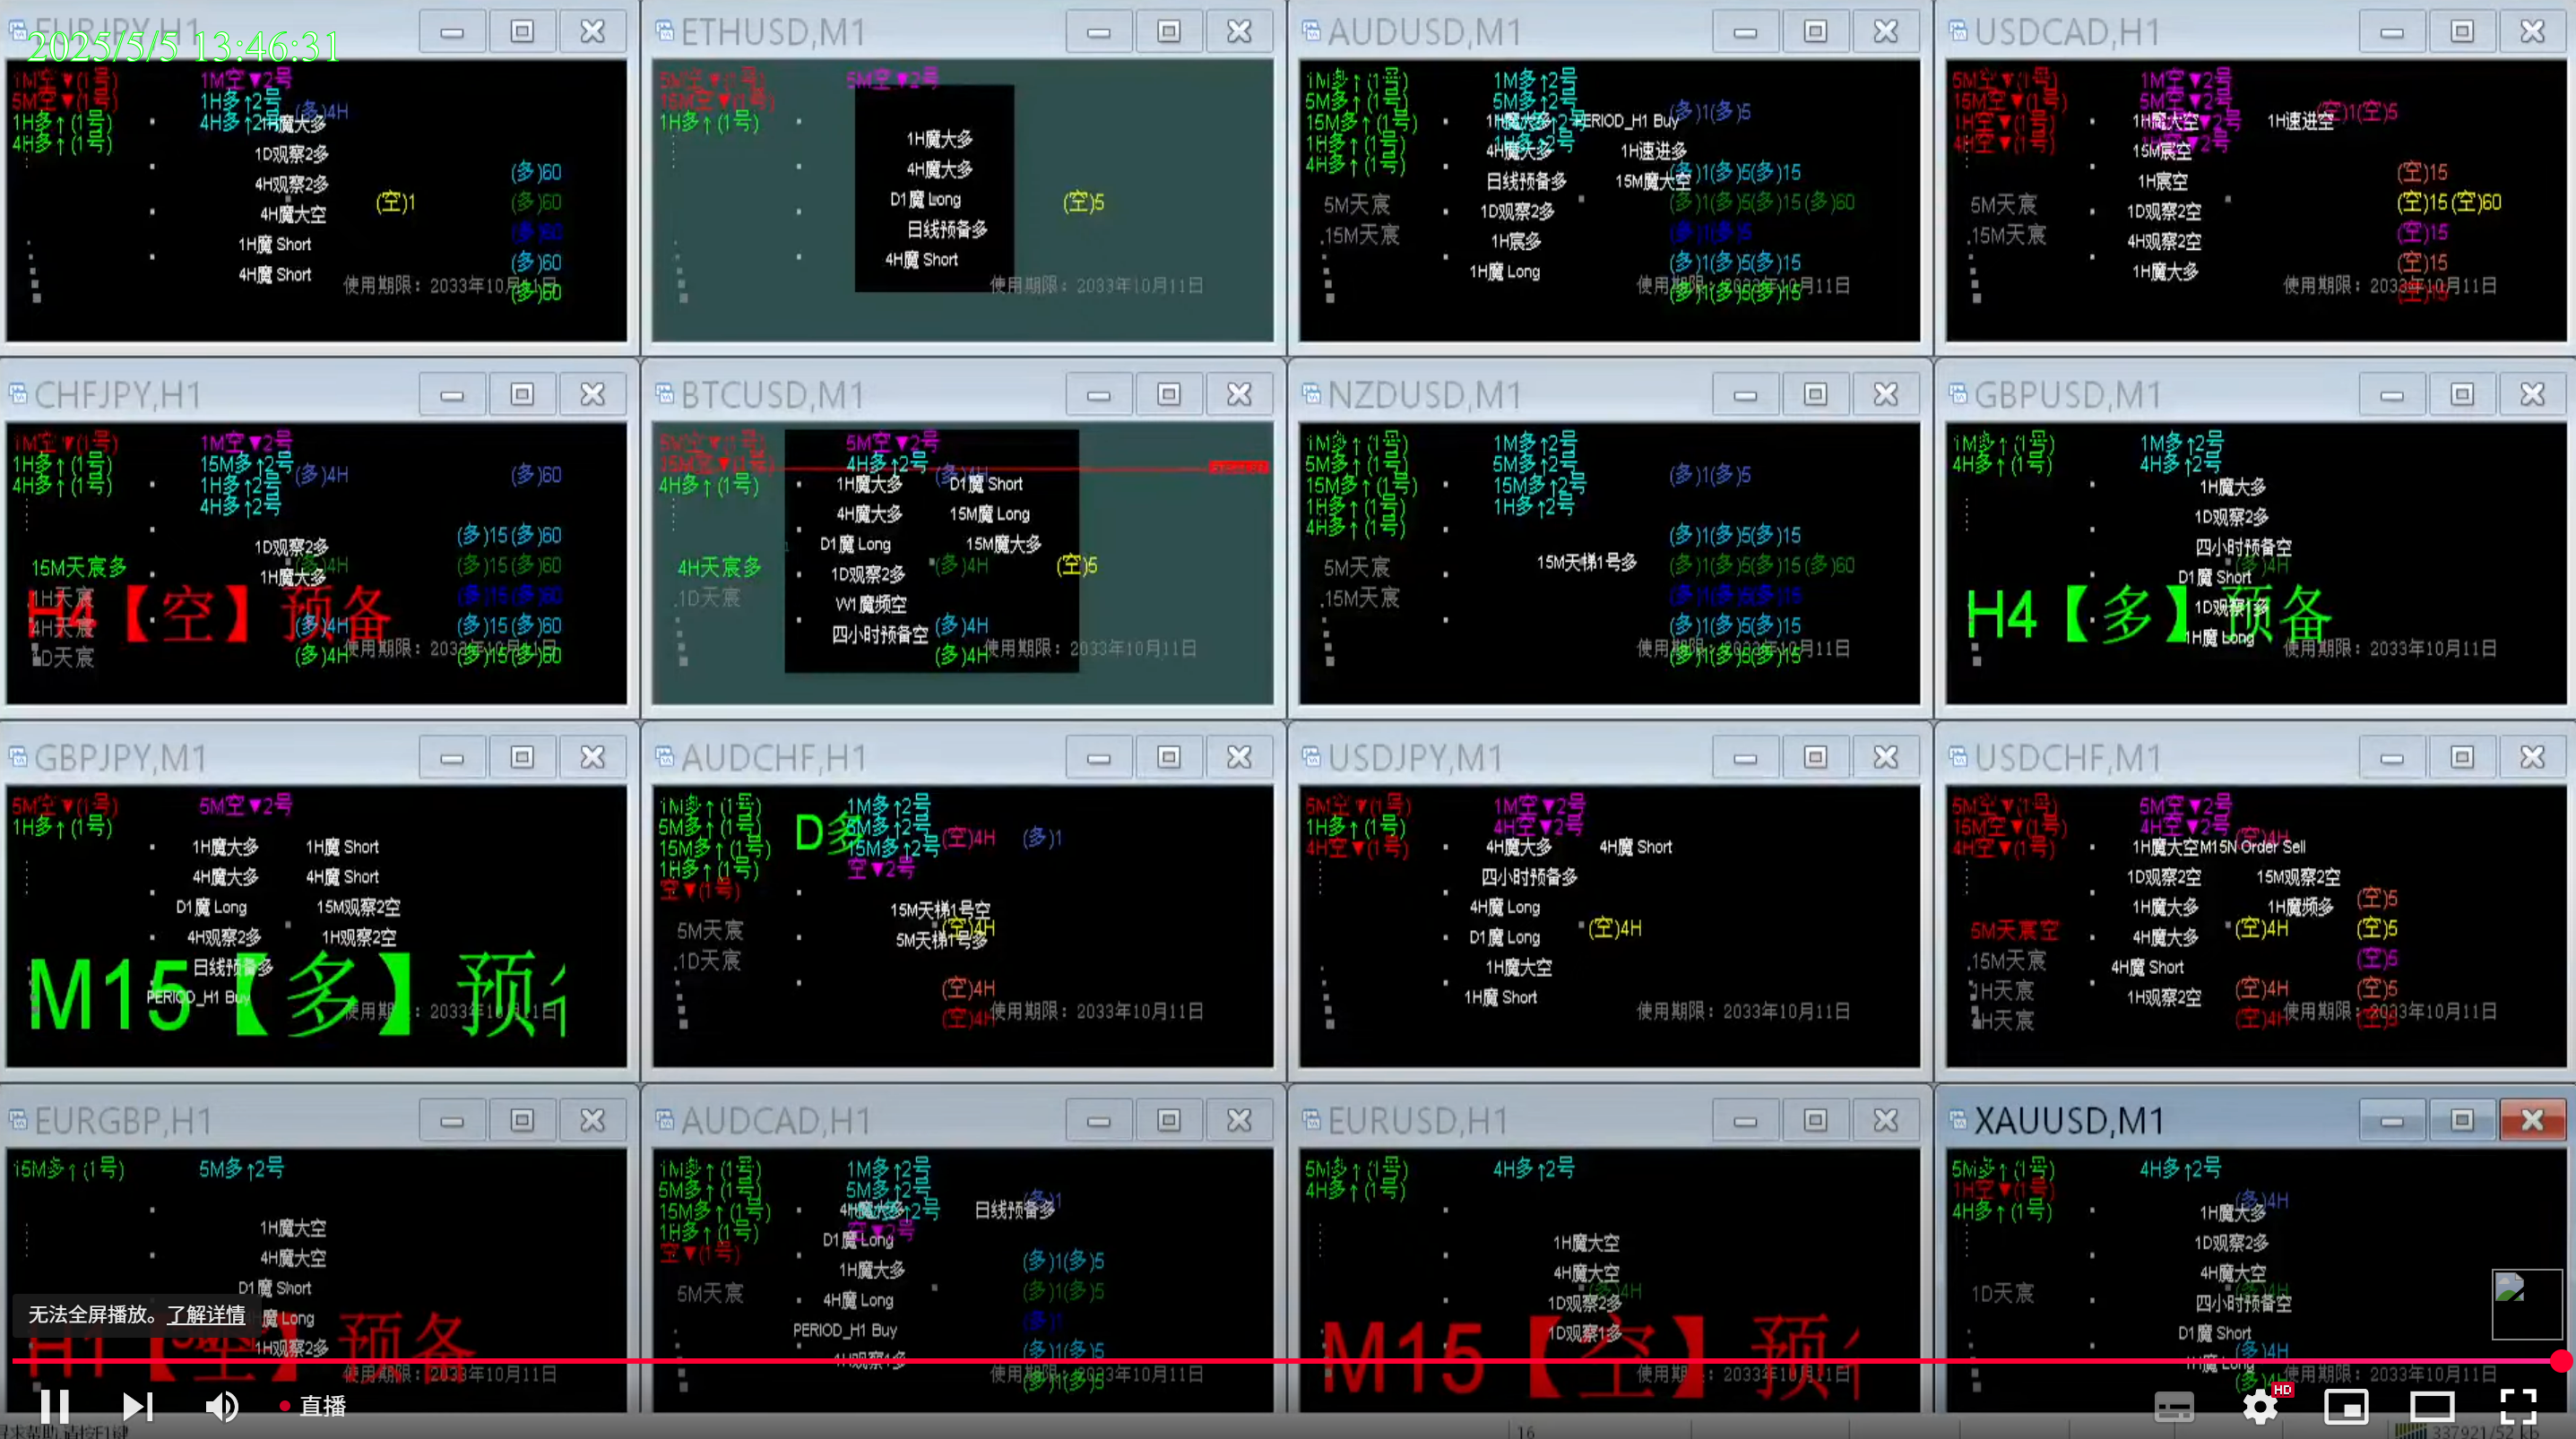 2025/5/5 13:46:31
EURJPY,H1
1M空▼(1号)
5M空▼(1号)
1H多↑(1号)
4H多↑(1号)
1M空▼2号
1H多↑2号
4H多↑2号
(多)4H
1H魔大多
1D观察2多
4H观察2多
4H魔大空
1H魔 Short
4H魔 Short
(空)1
(多)60
(多)60
(多)60
(多)60
(多)60
使用期限：2033年10月11日
ETHUSD,M1
5M空▼(1号)
15M空▼(1号)
1H多↑(1号)
5M空▼2号
1H魔大多
4H魔大多
D1魔 Long
日线预备多
4H魔 Short
(空)5
使用期限：2033年10月11日
AUDUSD,M1
1M多↑(1号)
5M多↑(1号)
15M多↑(1号)
1H多↑(1号)
4H多↑(1号)
1M多↑2号
5M多↑2号
1H多↑2号
1H魔大多
PERIOD_H1 Buy
4H魔大多
1H速进多
日线预备多
15M魔大空
1D观察2多
1H宸多
1H魔 Long
5M天宸
15M天宸
(多)1(多)5
(多)1(多)5(多)15
(多)1(多)5(多)15(多)60
(多)1(多)5
(多)1(多)5(多)15
(多)1(多)5(多)15
使用期限：2033年10月11日
USDCAD,H1
5M空▼(1号)
15M空▼(1号)
1H空▼(1号)
4H空▼(1号)
1M空▼2号
5M空▼2号
(空)1(空)5
1H魔大空
1H速进空
15M宸空
1H宸空
1D观察2空
4H观察2空
1H魔大多
5M天宸
15M天宸
(空)15
(空)15(空)60
(空)15
(空)15
(空)15
使用期限：2033年10月11日
CHFJPY,H1
1M空▼(1号)
1H多↑(1号)
4H多↑(1号)
1M空▼2号
15M多↑2号
1H多↑2号
4H多↑2号
(多)4H
(多)60
1D观察2多
1H魔大多
(多)4H
15M天宸多
1H天宸
4H天宸
1D天宸
H4【空】预备
(多)15(多)60
(多)15(多)60
(多)15(多)60
(多)4H
(多)15(多)60
(多)4H
(多)15(多)60
使用期限：2033年10月11日
BTCUSD,M1
5M空▼(1号)
15M空▼(1号)
4H多↑(1号)
5M空▼2号
4H多↑2号
(多)4H
1H魔大多
D1魔 Short
4H魔大多
15M魔 Long
D1魔 Long
15M魔大多
1D观察2多
W1魔频空
四小时预备空
4H天宸多
1D天宸
(多)4H
(空)5
(多)4H
(多)4H
使用期限：2033年10月11日
NZDUSD,M1
1M多↑(1号)
5M多↑(1号)
15M多↑(1号)
1H多↑(1号)
4H多↑(1号)
1M多↑2号
5M多↑2号
15M多↑2号
1H多↑2号
15M天梯1号多
5M天宸
15M天宸
(多)1(多)5
(多)1(多)5(多)15
(多)1(多)5(多)15(多)60
(多)1(多)5(多)15
(多)1(多)5(多)15
(多)1(多)5(多)15
使用期限：2033年10月11日
GBPUSD,M1
1M多↑(1号)
4H多↑(1号)
1M多↑2号
4H多↑2号
1H魔大多
1D观察2多
四小时预备空
(多)4H
D1魔 Short
1H魔 Long
H4【多】预备
使用期限：2033年10月11日
GBPJPY,M1
5M空▼(1号)
1H多↑(1号)
5M空▼2号
1H魔大多
1H魔 Short
4H魔大多
4H魔 Short
D1魔 Long
15M观察2空
4H观察2多
1H观察2空
日线预备多
PERIOD_H1 Buy
M15【多】预
使用期限：2033年10月11日
AUDCHF,H1
1M多↑(1号)
5M多↑(1号)
15M多↑(1号)
1H多↑(1号)
空▼(1号)
D多
1M多↑2号
5M多↑2号
15M多↑2号
空▼2号
(空)4H
(多)1
15M天梯1号空
(空)4H
5M天梯1号多
5M天宸
1D天宸
(空)4H
(空)4H
使用期限：2033年10月11日
USDJPY,M1
5M空▼(1号)
1H多↑(1号)
4H空▼(1号)
1M空▼2号
4H空▼2号
4H魔大多
4H魔 Short
四小时预备多
4H魔 Long
D1魔 Long
1H魔大空
1H魔 Short
(空)4H
使用期限：2033年10月11日
USDCHF,M1
5M空▼(1号)
15M空▼(1号)
4H空▼(1号)
5M空▼2号
4H空▼2号
(空)4H
1H魔大空
M15N Order Sell
1D观察2空
15M观察2空
1H魔大多
1H魔频多
4H魔大多
4H魔 Short
1H观察2空
5M天宸空
15M天宸
1H天宸
4H天宸
(空)5
(空)4H
(空)5
(空)5
(空)4H
(空)5
(空)4H
(空)5
使用期限：2033年10月11日
EURGBP,H1
15M多↑(1号)
5M多↑2号
1H魔大空
4H魔大空
D1魔 Short
魔 Long
1H观察2多
H1【空】预备
使用期限：2033年10月11日
AUDCAD,H1
1M多↑(1号)
5M多↑(1号)
15M多↑(1号)
1H多↑(1号)
空▼(1号)
1M多↑2号
5M多↑2号
空▼2号
(多)1
4H魔大多
日线预备多
D1魔 Long
1H魔大多
4H魔 Long
PERIOD_H1 Buy
5M天宸
(多)1(多)5
(多)1(多)5
(多)1
(多)1(多)5
(多)1(多)5
使用期限：2033年10月11日
EURUSD,H1
5M多↑(1号)
4H多↑(1号)
4H多↑2号
1H魔大空
4H魔大空
(多)4H
1D观察2多
1D观察1多
M15【空】预
使用期限：2033年10月11日
XAUUSD,M1
5M多↑(1号)
1H空▼(1号)
4H多↑(1号)
4H多↑2号
(多)4H
1H魔大多
1D观察2多
4H魔大空
(多)4H
四小时预备空
D1魔 Short
1D天宸
(多)4H
使用期限：2033年10月11日
无法全屏播放。了解详情
直播
HD
16